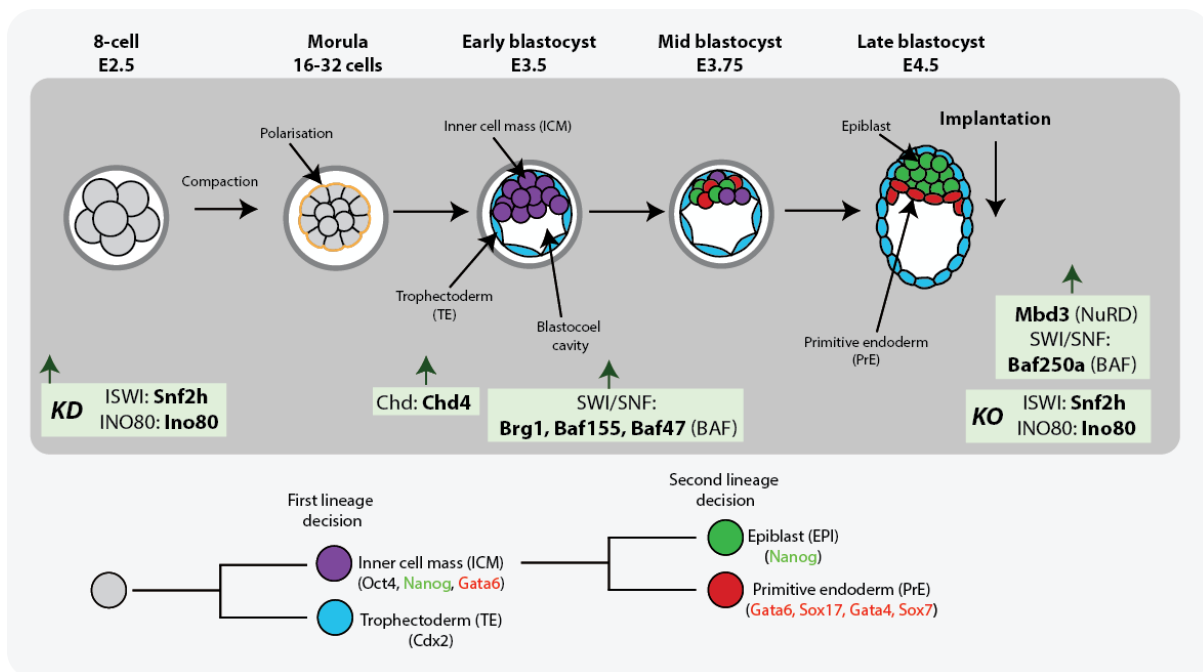 8-cell
E2.5
Morula
16-32 cells
Early blastocyst
E3.5
Mid blastocyst
E3.75
Late blastocyst
E4.5
Polarisation
Compaction
Inner cell mass (ICM)
Epiblast
Implantation
Trophectoderm
(TE)
Blastocoel
cavity
Primitive endoderm
(PrE)
KD
ISWI: Snf2h
INO80: Ino80
Chd: Chd4
SWI/SNF:
Brg1, Baf155, Baf47 (BAF)
Mbd3 (NuRD)
SWI/SNF:
Baf250a (BAF)
KO
ISWI: Snf2h
INO80: Ino80
First lineage
decision
Inner cell mass (ICM)
(Oct4, Nanog, Gata6)
Trophectoderm (TE)
(Cdx2)
Second lineage
decision
Epiblast (EPI)
(Nanog)
Primitive endoderm (PrE)
(Gata6, Sox17, Gata4, Sox7)